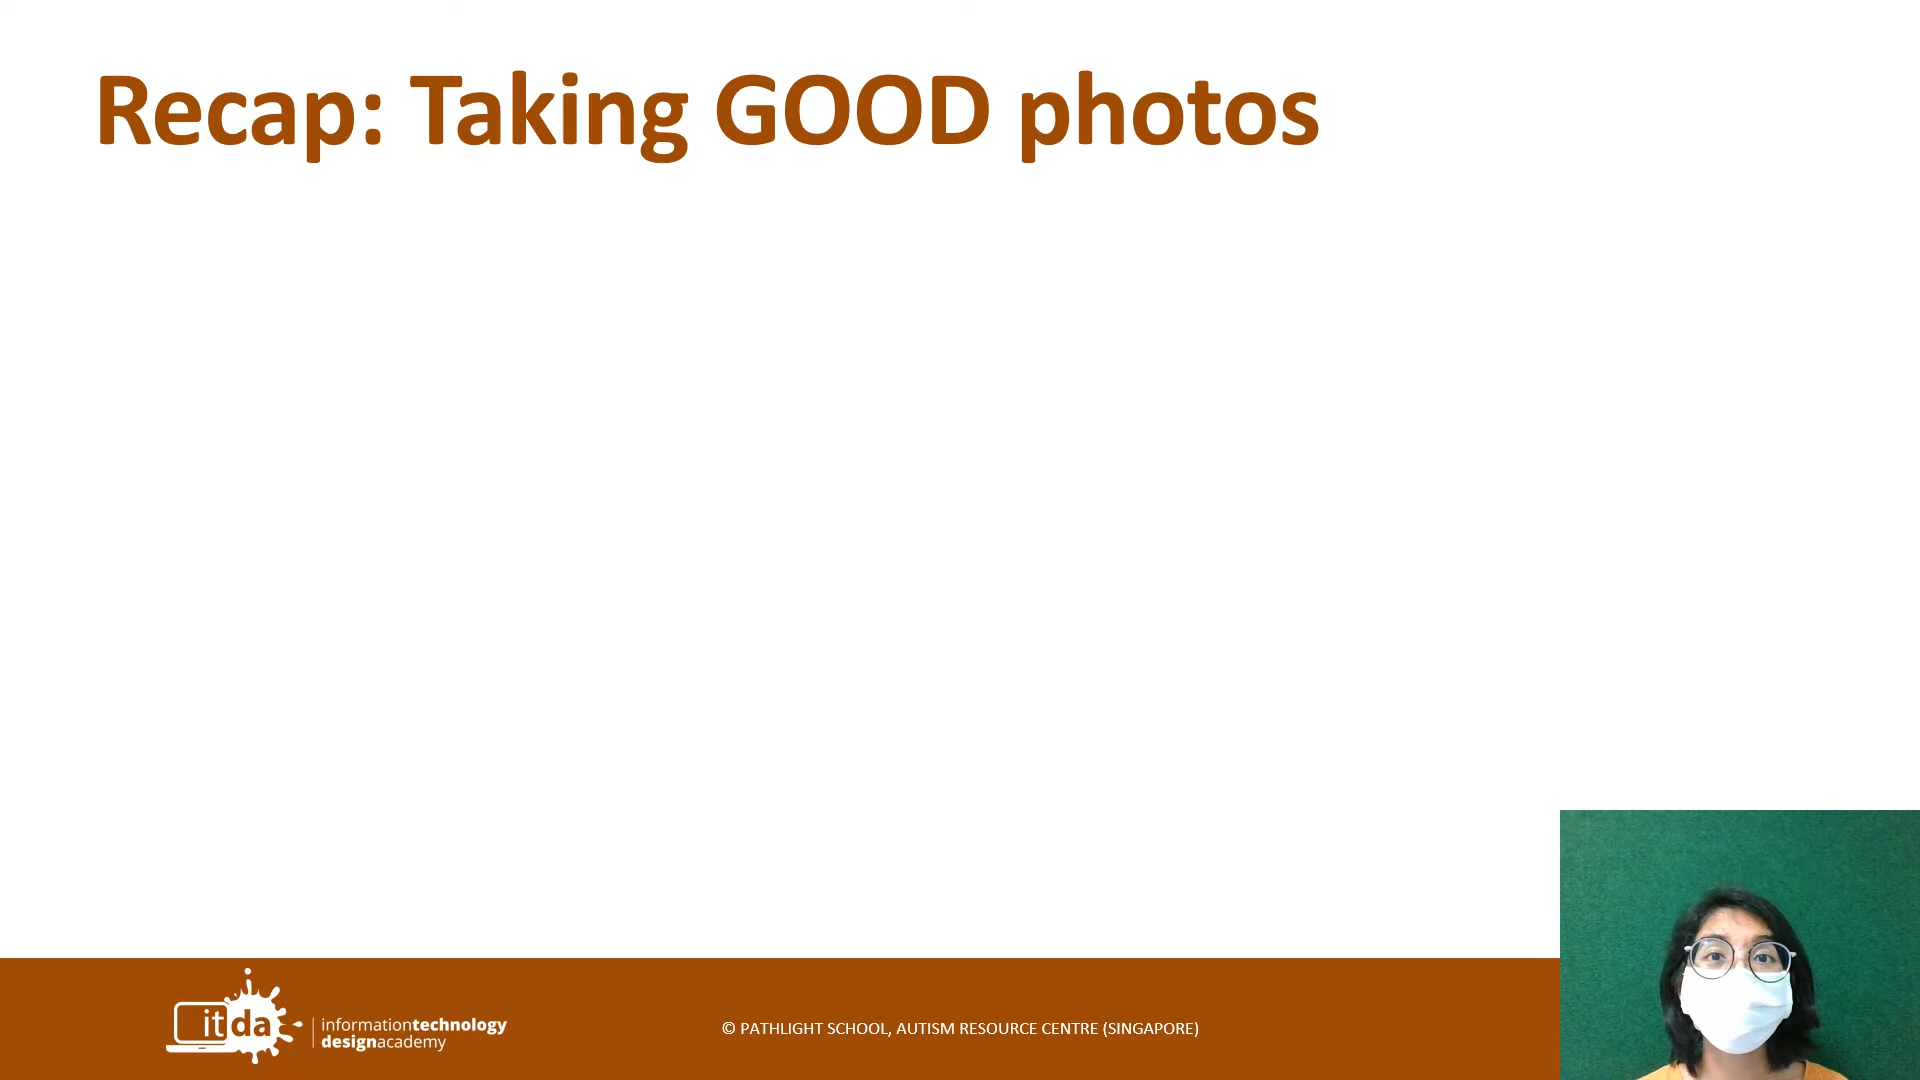 Recap: Taking GOOD photos
itda
informationtechnology
designacademy
© PATHLIGHT SCHOOL, AUTISM RESOURCE CENTRE (SINGAPORE)